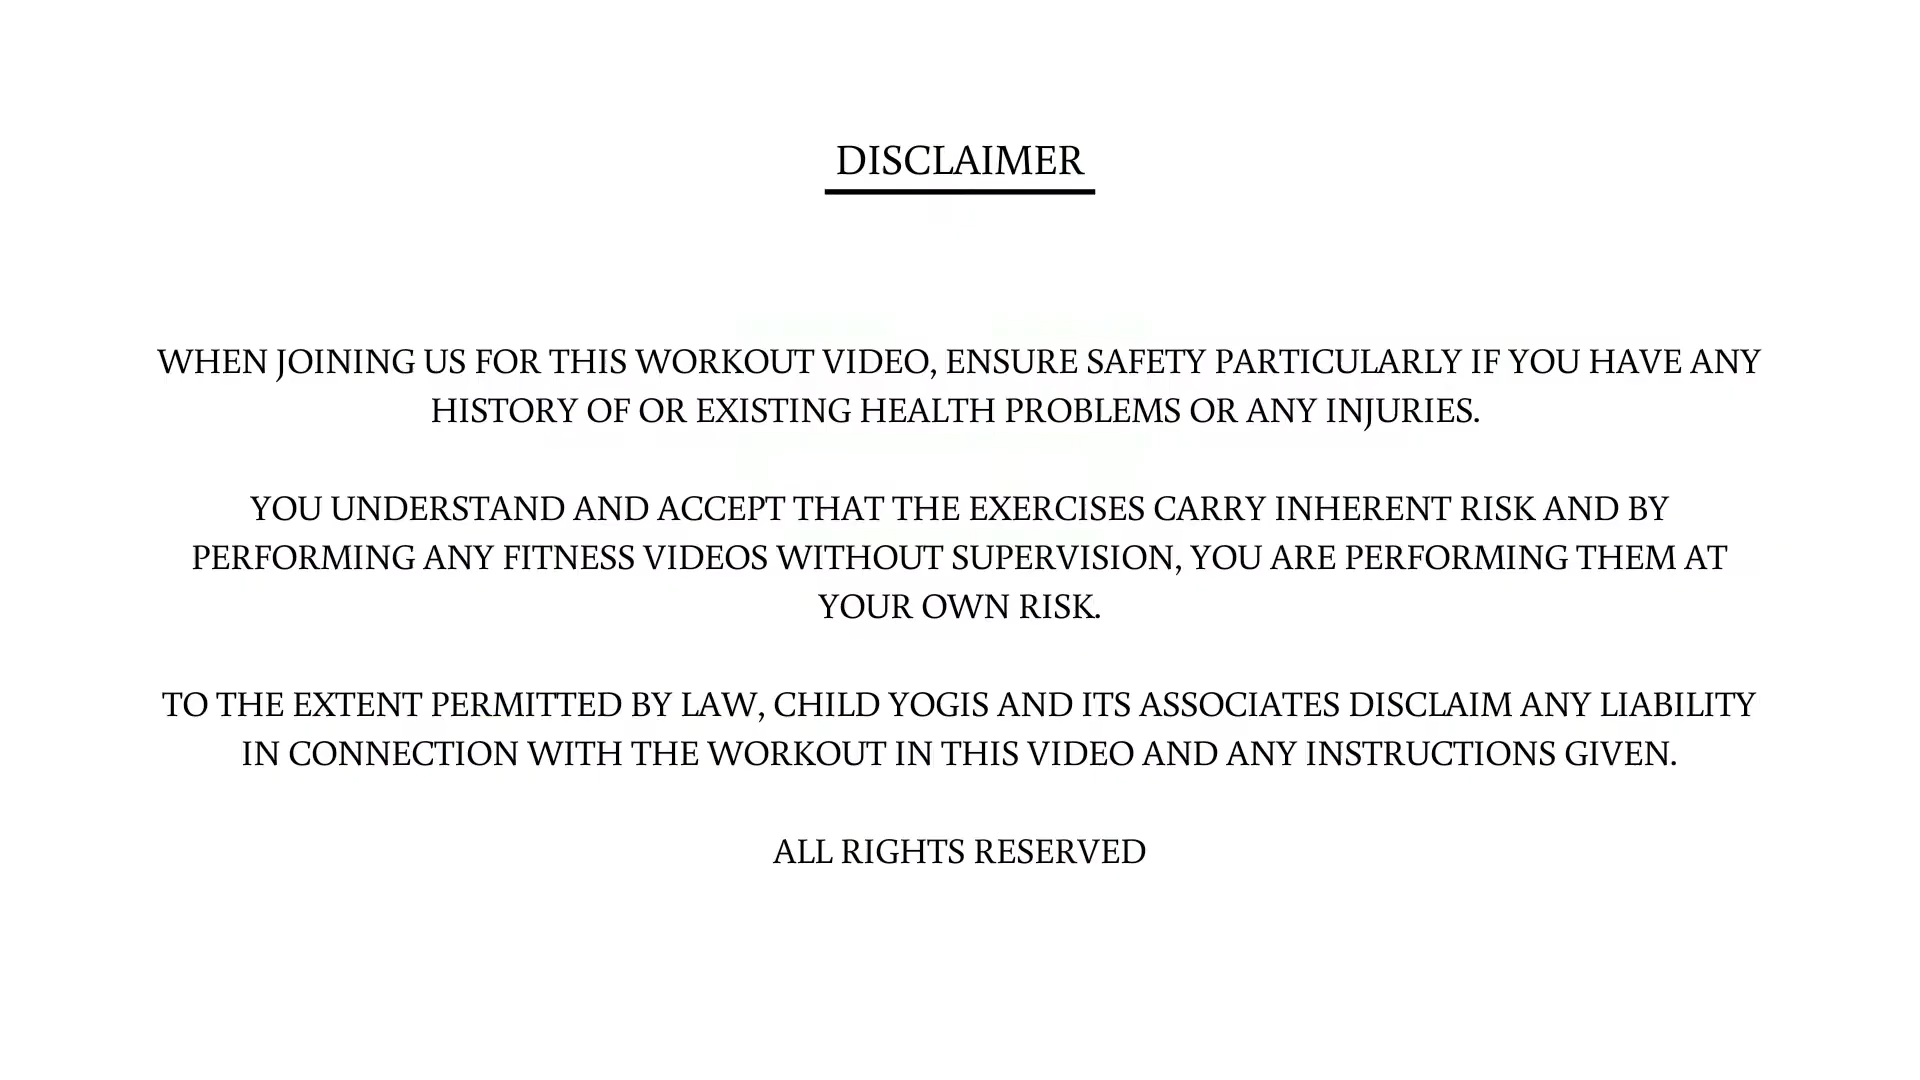 DISCLAIMER
WHEN JOINING US FOR THIS WORKOUT VIDEO, ENSURE SAFETY PARTICULARLY IF YOU HAVE ANY
HISTORY OF OR EXISTING HEALTH PROBLEMS OR ANY INJURIES.
YOU UNDERSTAND AND ACCEPT THAT THE EXERCISES CARRY INHERENT RISK AND BY
PERFORMING ANY FITNESS VIDEOS WITHOUT SUPERVISION, YOU ARE PERFORMING THEM AT
YOUR OWN RISK.
TO THE EXTENT PERMITTED BY LAW, CHILD YOGIS AND ITS ASSOCIATES DISCLAIM ANY LIABILITY
IN CONNECTION WITH THE WORKOUT IN THIS VIDEO AND ANY INSTRUCTIONS GIVEN.
ALL RIGHTS RESERVED